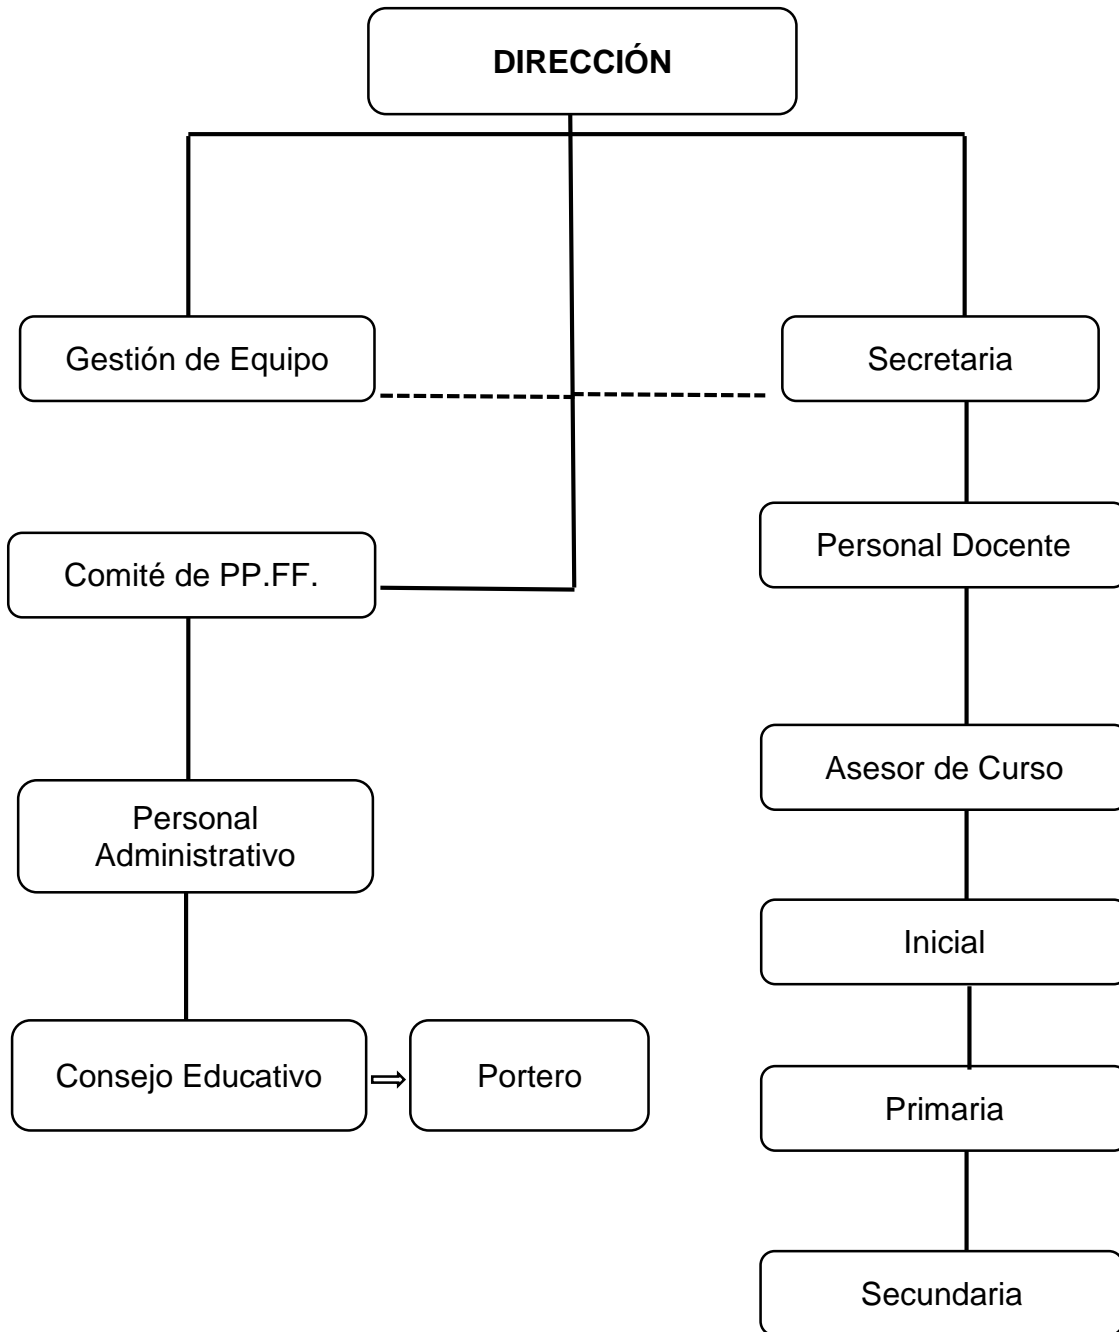 DIRECCIÓN
Gestión de Equipo
Secretaria
Personal Docente
Comité de PP.FF.
Asesor de Curso
Personal
Administrativo
Inicial
Consejo Educativo
Portero
Primaria
Secundaria